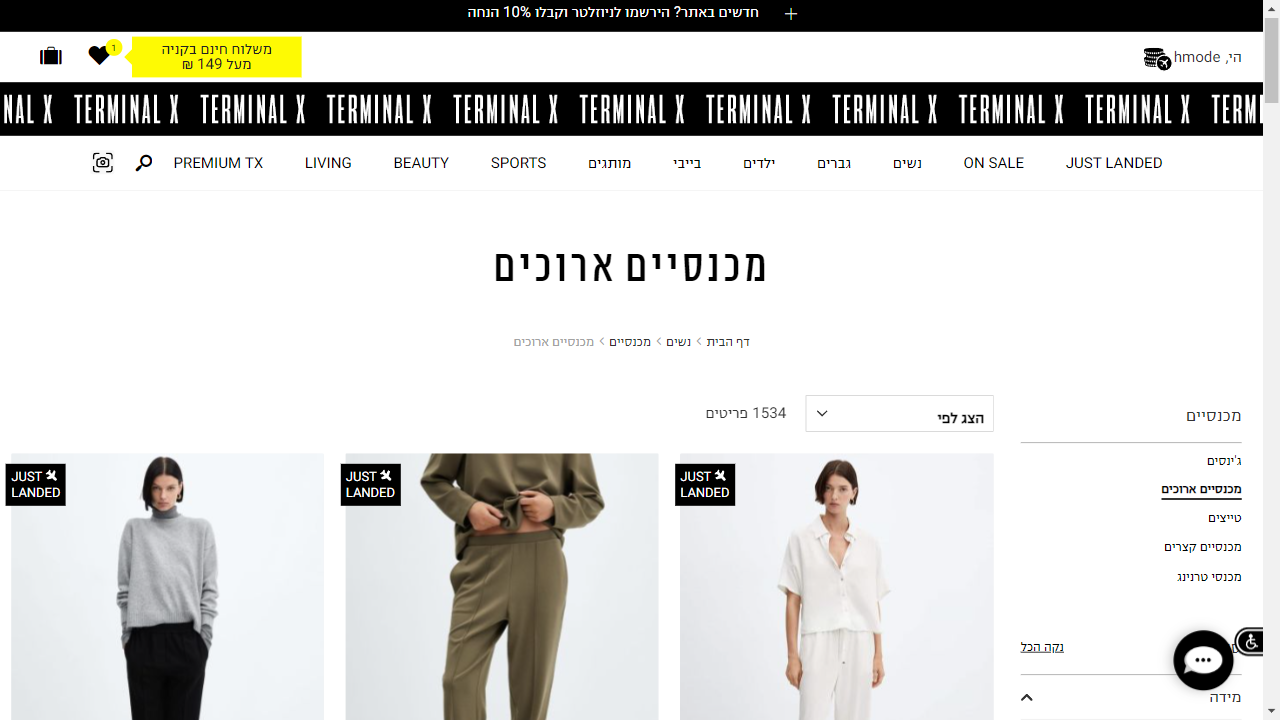 חדשים באתר? הירשמו לניוזלטר וקבלו 10% הנחה
הי, hmode
משלוח חינם בקניה
מעל 149 ₪
1
NAL X TERMINAL X TERMINAL X TERMINAL X TERMINAL X TERMINAL X TERMINAL X TERMINAL X TERMINAL X TERMINAL X TERMI
JUST LANDED
ON SALE
נשים
גברים
ילדים
בייבי
מותגים
SPORTS
BEAUTY
LIVING
PREMIUM TX
מכנסיים ארוכים
דף הבית
נשים
מכנסיים
מכנסיים ארוכים
מכנסיים
הצג לפי
1534 פריטים
ג'ינסים
מכנסיים ארוכים
טייצים
מכנסיים קצרים
מכנסי טרנינג
נקה הכל
מידה
JUST
LANDED
JUST
LANDED
JUST
LANDED